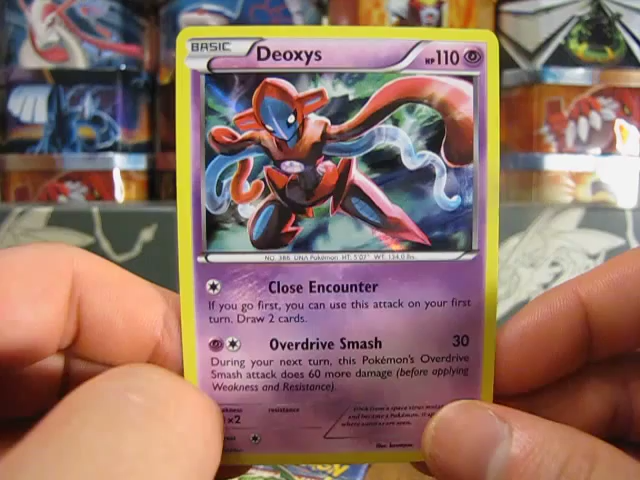 BASIC Deoxys HP110
NO. 386 DNA Pokémon HT: 5'07" WT: 134.0 lbs.
Close Encounter
If you go first, you can use this attack on your first
turn. Draw 2 cards.
Overdrive Smash 30
During your next turn, this Pokémon's Overdrive
Smash attack does 60 more damage (before applying
Weakness and Resistance).
resistance
x2